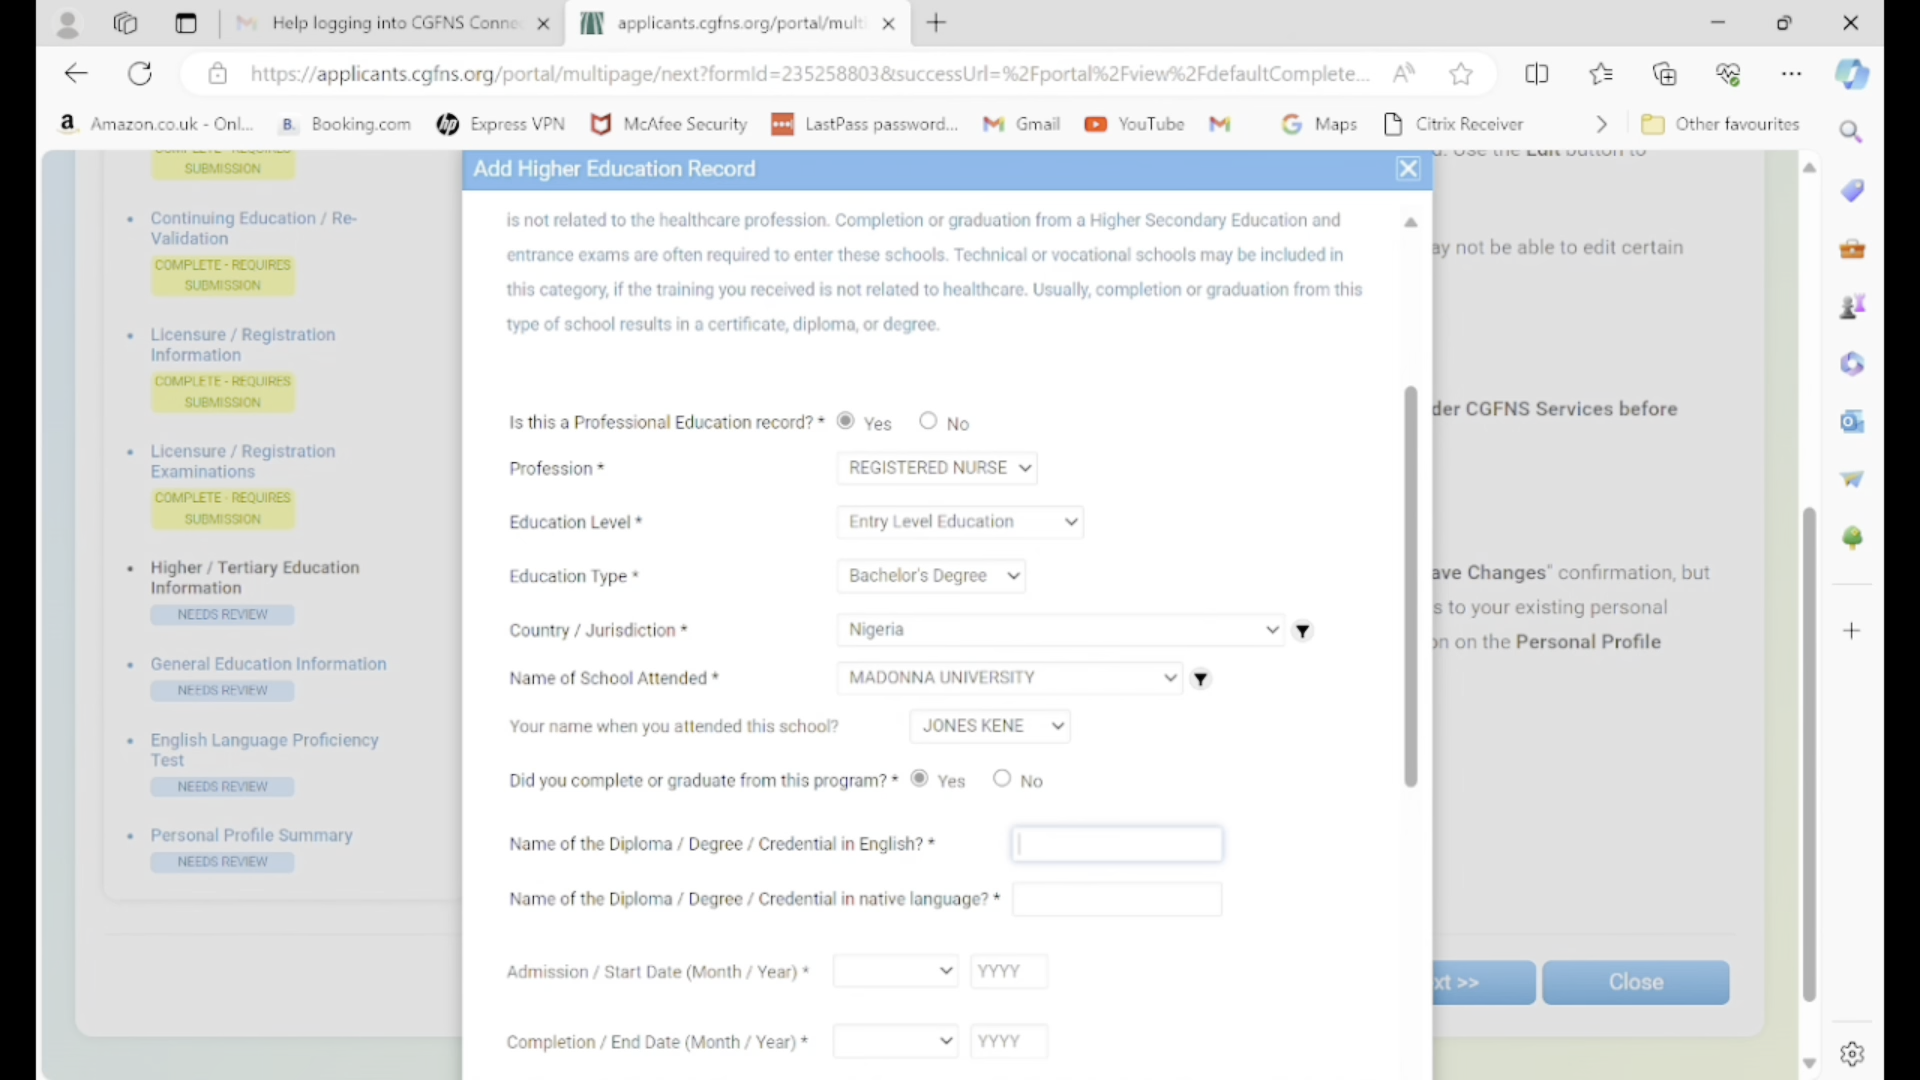 Help logging into CGFNS Conne
applicants.cgfns.org/portal/multi
https://applicants.cgfns.org/portal/multipage/next?formId=235258803&successUrl=%2Fportal%2Fview%2FdefaultComplete...
Amazon.co.uk - Onl...
Booking.com
Express VPN
McAfee Security
LastPass password...
Gmail
YouTube
Maps
Citrix Receiver
Other favourites
COMPLETE - REQUIRES
SUBMISSION
Continuing Education / Re-
Validation
COMPLETE - REQUIRES
SUBMISSION
Licensure / Registration
Information
COMPLETE - REQUIRES
SUBMISSION
Licensure / Registration
Examinations
COMPLETE - REQUIRES
SUBMISSION
Higher / Tertiary Education
Information
NEEDS REVIEW
General Education Information
NEEDS REVIEW
English Language Proficiency
Test
NEEDS REVIEW
Personal Profile Summary
NEEDS REVIEW
Add Higher Education Record
is not related to the healthcare profession. Completion or graduation from a Higher Secondary Education and
entrance exams are often required to enter these schools. Technical or vocational schools may be included in
this category, if the training you received is not related to healthcare. Usually, completion or graduation from this
type of school results in a certificate, diploma, or degree.
Is this a Professional Education record? * Yes No
Profession * REGISTERED NURSE
Education Level * Entry Level Education
Education Type * Bachelor's Degree
Country / Jurisdiction * Nigeria
Name of School Attended * MADONNA UNIVERSITY
Your name when you attended this school? JONES KENE
Did you complete or graduate from this program? * Yes No
Name of the Diploma / Degree / Credential in English? *
Name of the Diploma / Degree / Credential in native language? *
Admission / Start Date (Month / Year) * YYYY
Completion / End Date (Month / Year) * YYYY
d. Use the Edit button to
ay not be able to edit certain
der CGFNS Services before
ave Changes" confirmation, but
s to your existing personal
on on the Personal Profile
xt >>
Close